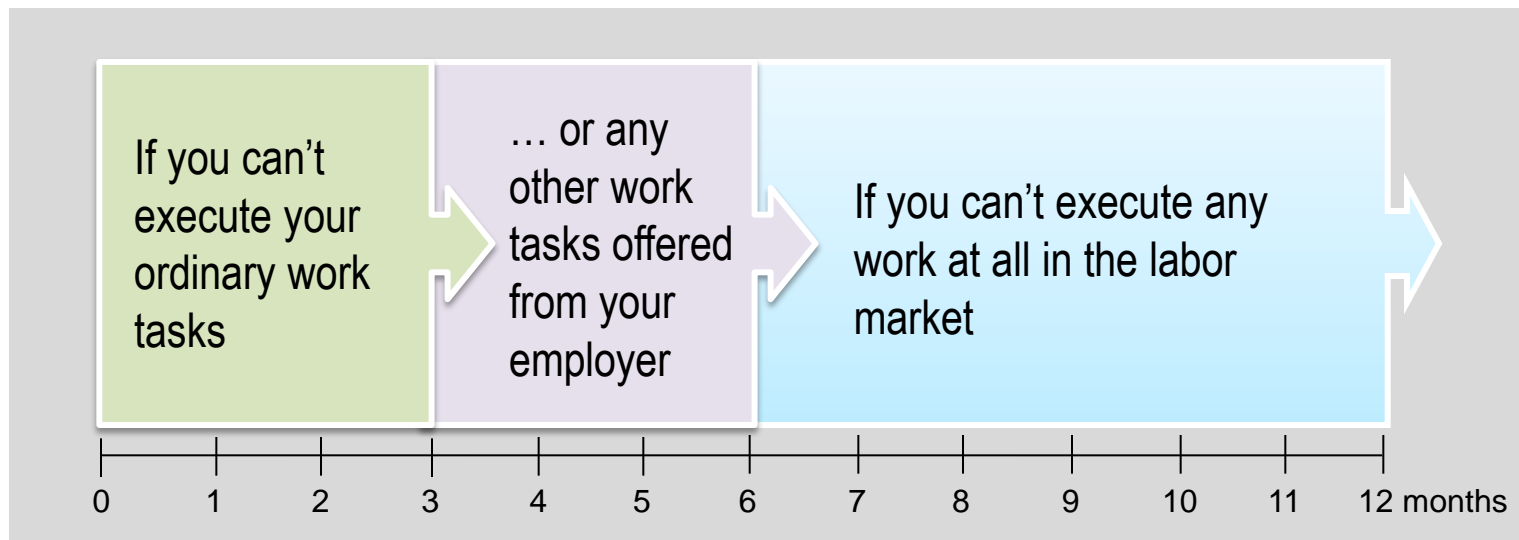 If you can’t
execute your
ordinary work
tasks
… or any
other work
tasks offered
from your
employer
If you can’t execute any
work at all in the labor
market
0 1 2 3 4 5 6 7 8 9 10 11 12 months